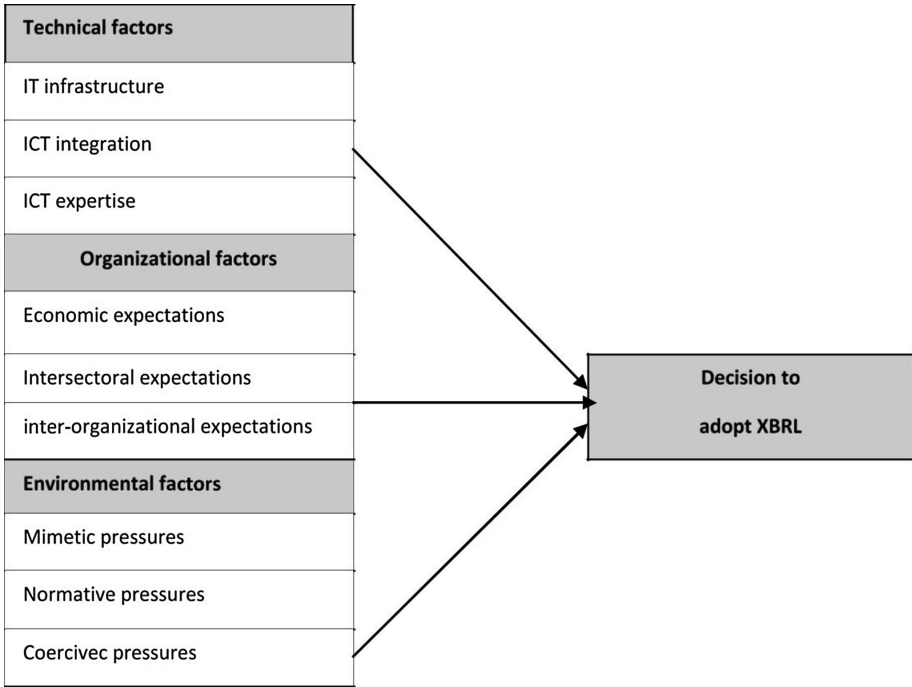 Technical factors
IT infrastructure
ICT integration
ICT expertise
Organizational factors
Economic expectations
Intersectoral expectations
inter-organizational expectations
Environmental factors
Mimetic pressures
Normative pressures
Coercivec pressures
Decision to
adopt XBRL